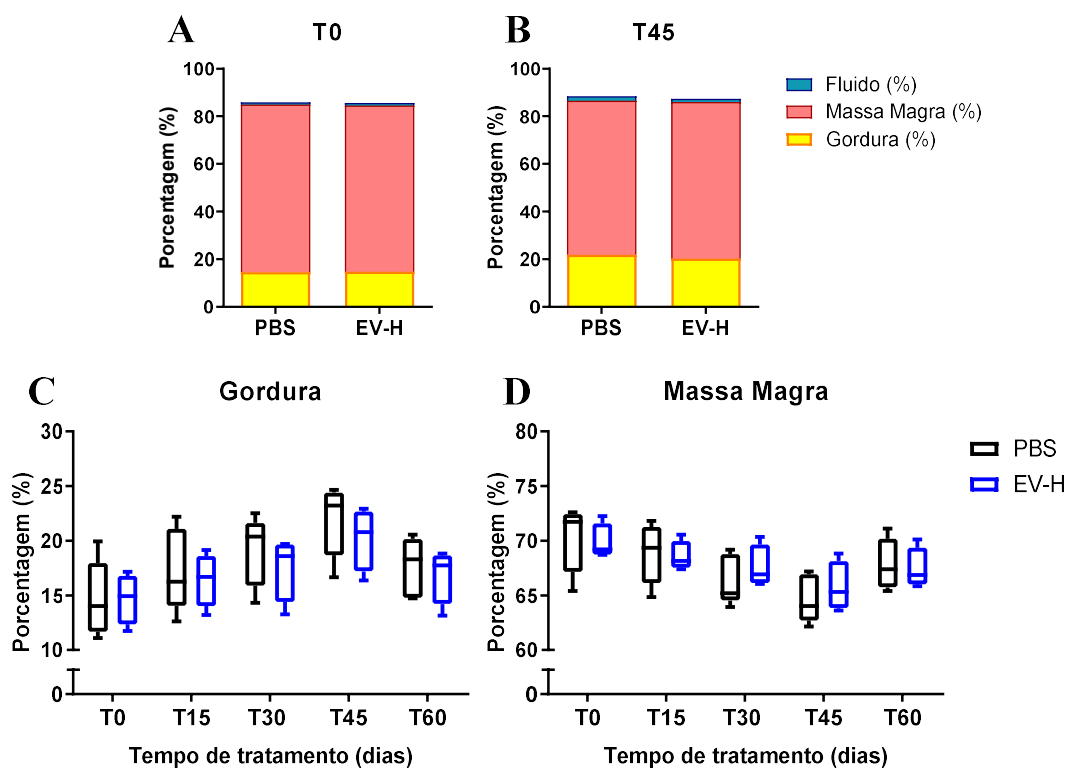 A
T0
Porcentagem (%)
100
80
60
40
20
0
PBS
EV-H
B
T45
Porcentagem (%)
100
80
60
40
20
0
PBS
EV-H
Fluido (%)
Massa Magra (%)
Gordura (%)
C
Gordura
Porcentagem (%)
30
25
20
15
10
0
T0
T15
T30
T45
T60
Tempo de tratamento (dias)
D
Massa Magra
Porcentagem (%)
80
75
70
65
60
0
T0
T15
T30
T45
T60
Tempo de tratamento (dias)
PBS
EV-H